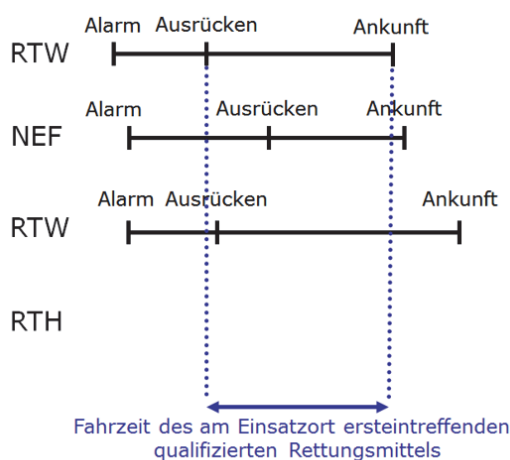 Alarm Ausrücken Ankunft
RTW
Alarm Ausrücken Ankunft
NEF
Alarm Ausrücken Ankunft
RTW
RTH
Fahrzeit des am Einsatzort ersteintreffenden
qualifizierten Rettungsmittels